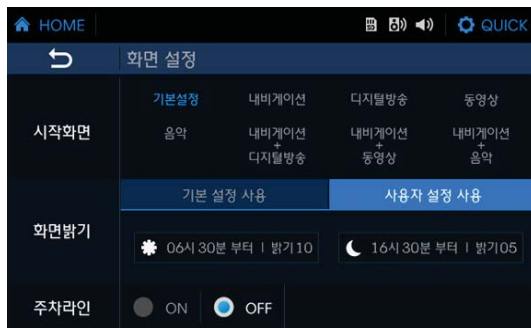 HOME QUICK
화면 설정
시작화면
기본설정 내비게이션 디지털방송 동영상
음악 내비게이션 + 디지털방송 내비게이션 + 동영상 내비게이션 + 음악
화면밝기
기본 설정 사용 사용자 설정 사용
06시 30분 부터 | 밝기10 16시 30분 부터 | 밝기05
주차라인 ON OFF